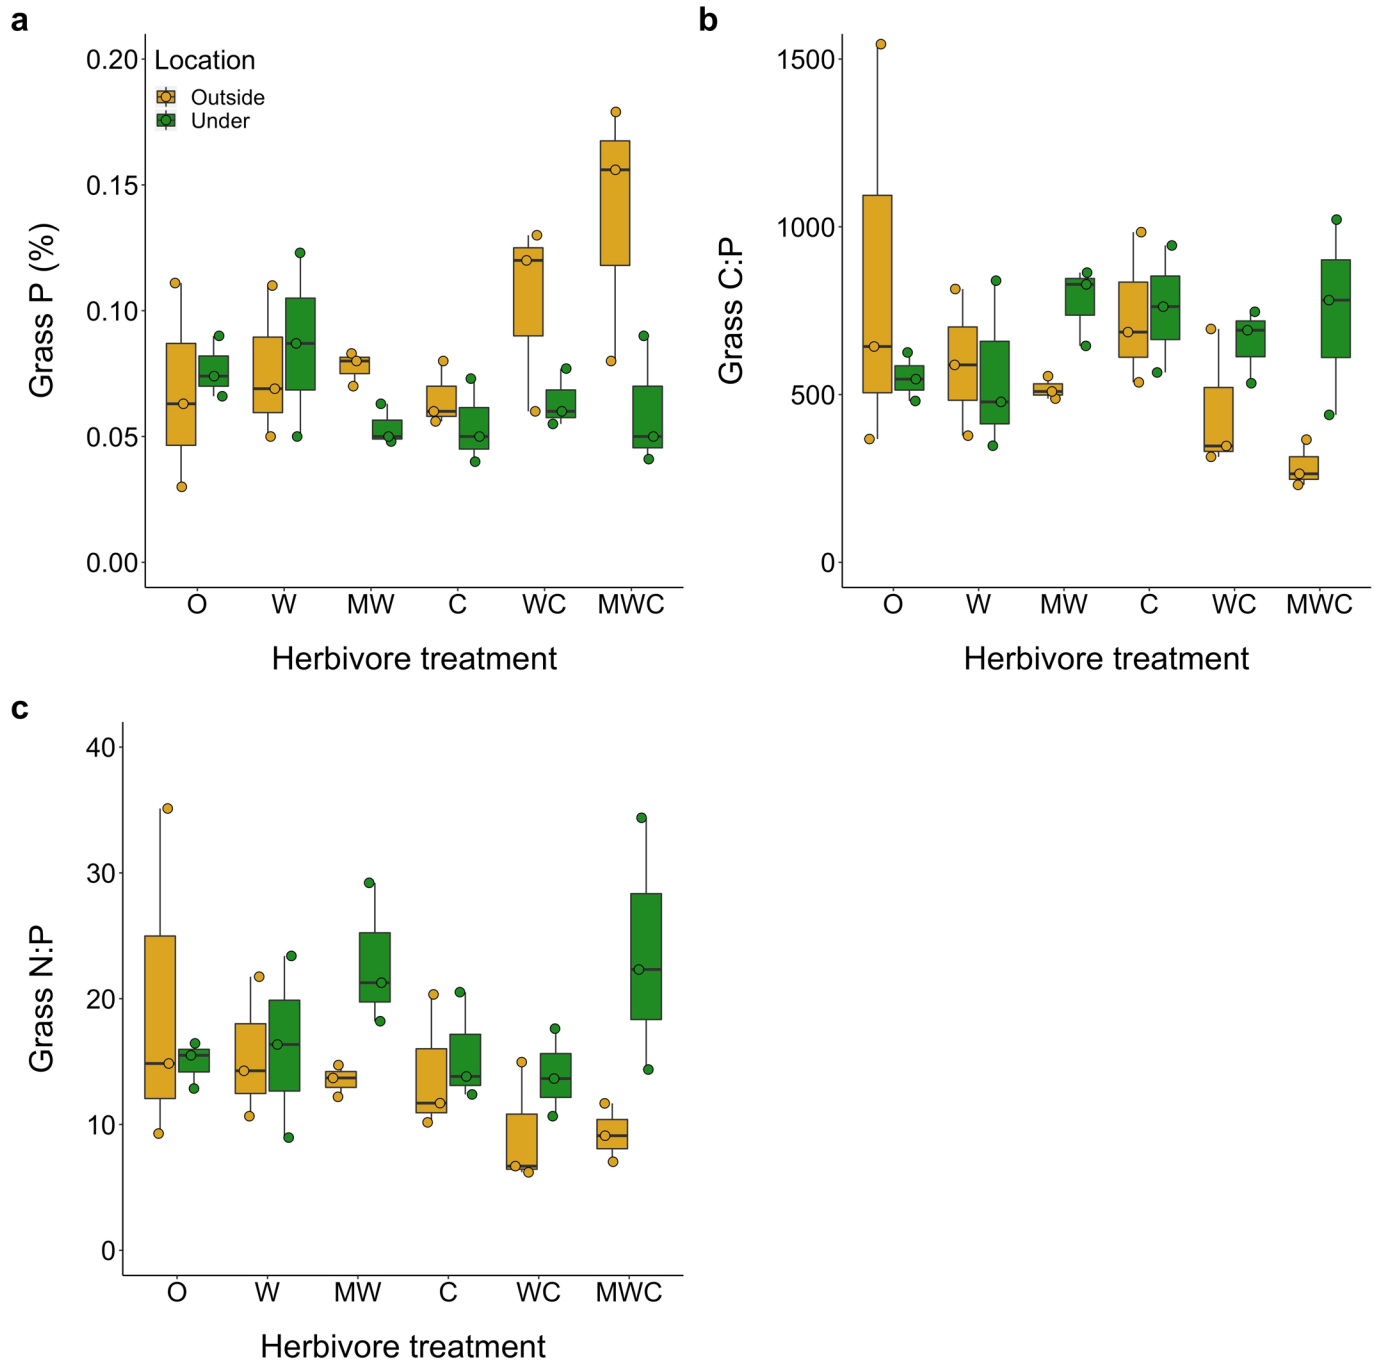 a
Grass P (%)
0.20
0.15
0.10
0.05
0.00
Location
Outside
Under
O W MW C WC MWC
Herbivore treatment
b
Grass C:P
1500
1000
500
0
O W MW C WC MWC
Herbivore treatment
c
Grass N:P
40
30
20
10
0
O W MW C WC MWC
Herbivore treatment